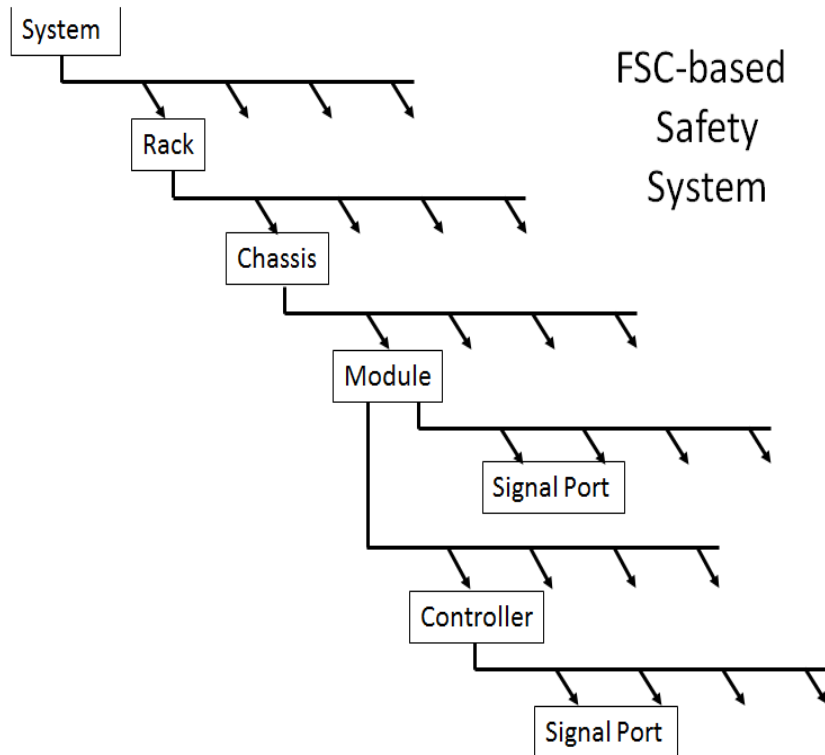 System
FSC-based
Safety
System
Rack
Chassis
Module
Signal Port
Controller
Signal Port